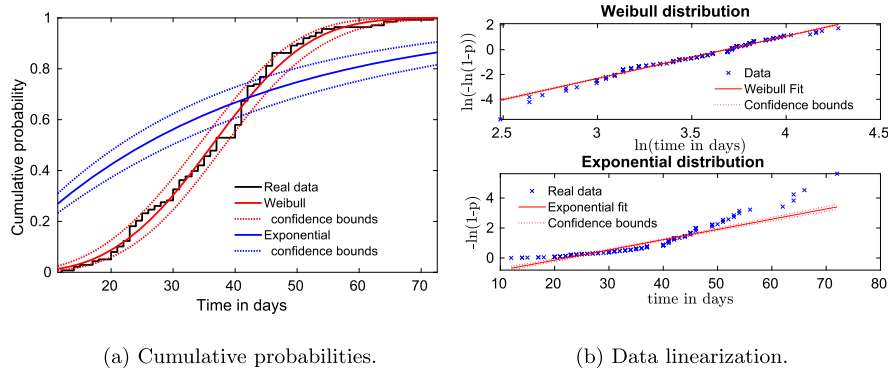 Cumulative probability
1
0.8
0.6
0.4
0.2
0
Real data
Weibull
confidence bounds
Exponential
confidence bounds
20 30 40 50 60 70
Time in days
(a) Cumulative probabilities.
Weibull distribution
ln(-ln(1-p))
2
0
-2
-4
Data
Weibull Fit
Confidence bounds
2.5 3.0 3.5 4.0 4.5
ln(time in days)
Exponential distribution
-ln(1-p)
4
2
0
Real data
Exponential fit
Confidence bounds
10 20 30 40 50 60 70 80
time in days
(b) Data linearization.